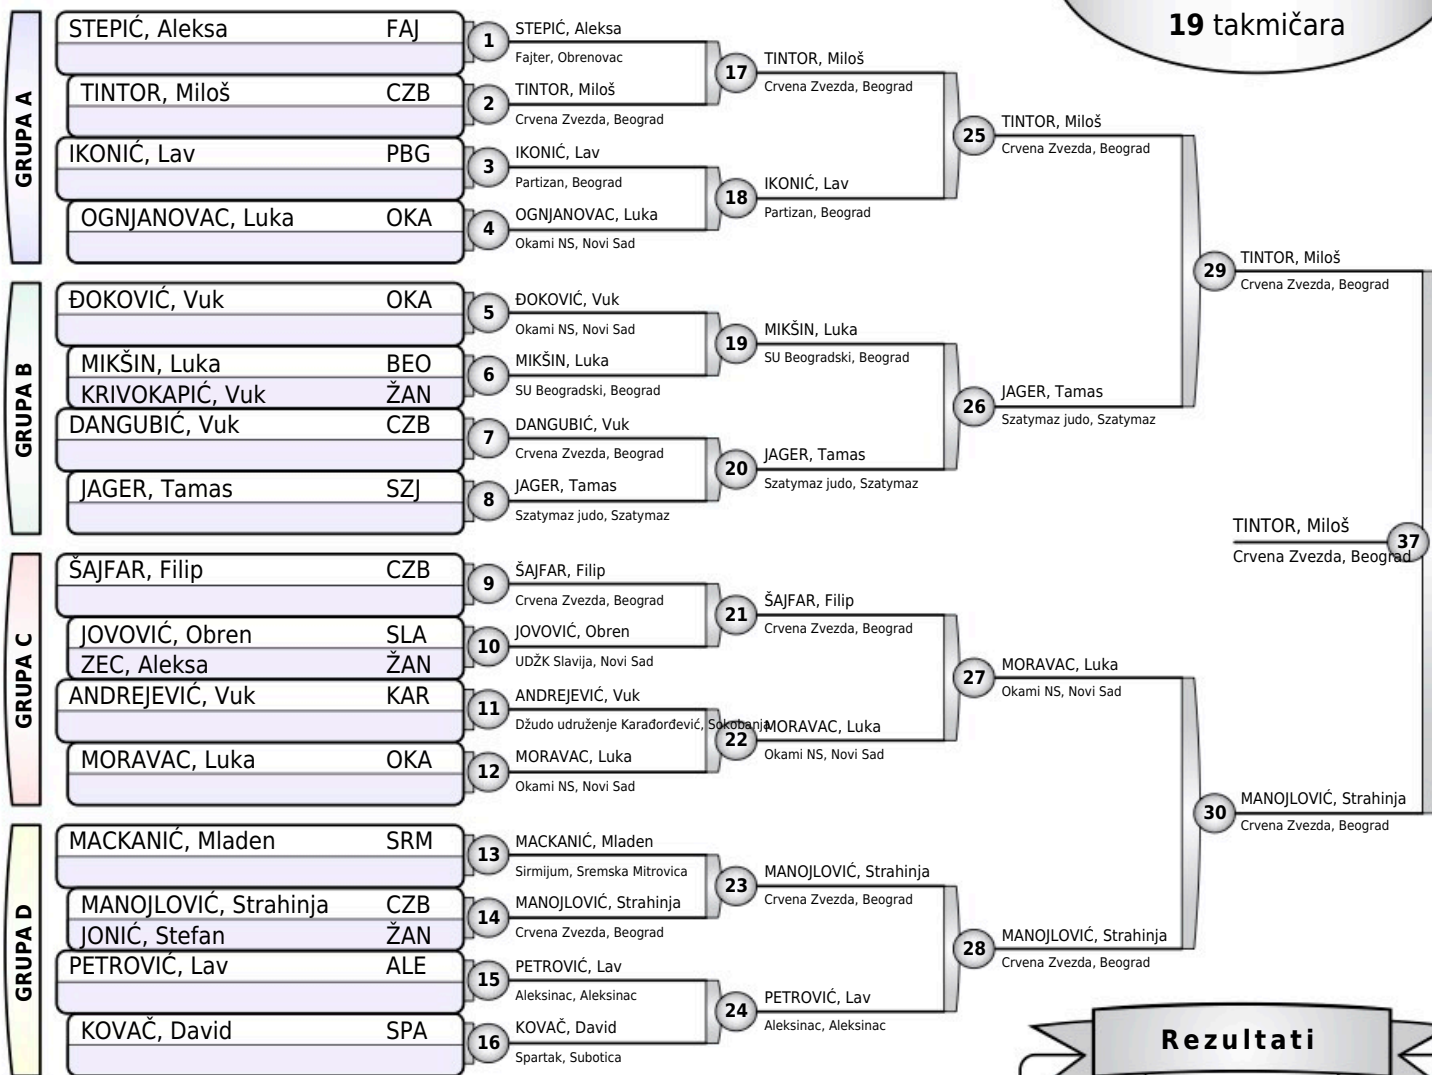 19 takmičara
GRUPA A
STEPIĆ, Aleksa FAJ
TINTOR, Miloš CZB
IKONIĆ, Lav PBG
OGNJANOVAC, Luka OKA
GRUPA B
ĐOKOVIĆ, Vuk OKA
MIKŠIN, Luka BEO
KRIVOKAPIĆ, Vuk ŽAN
DANGUBIĆ, Vuk CZB
JAGER, Tamas SZJ
GRUPA C
ŠAJFAR, Filip CZB
JOVOVIĆ, Obren SLA
ZEC, Aleksa ŽAN
ANDREJEVIĆ, Vuk KAR
MORAVAC, Luka OKA
GRUPA D
MACKANIĆ, Mladen SRM
MANOJLOVIĆ, Strahinja CZB
JONIĆ, Stefan ŽAN
PETROVIĆ, Lav ALE
KOVAČ, David SPA
1 STEPIĆ, Aleksa
Fajter, Obrenovac
2 TINTOR, Miloš
Crvena Zvezda, Beograd
3 IKONIĆ, Lav
Partizan, Beograd
4 OGNJANOVAC, Luka
Okami NS, Novi Sad
5 ĐOKOVIĆ, Vuk
Okami NS, Novi Sad
6 MIKŠIN, Luka
SU Beogradski, Beograd
7 DANGUBIĆ, Vuk
Crvena Zvezda, Beograd
8 JAGER, Tamas
Szatymaz judo, Szatymaz
9 ŠAJFAR, Filip
Crvena Zvezda, Beograd
10 JOVOVIĆ, Obren
UDŽK Slavija, Novi Sad
11 ANDREJEVIĆ, Vuk
Džudo udruženje Karađorđević, Sokobanja
12 MORAVAC, Luka
Okami NS, Novi Sad
13 MACKANIĆ, Mladen
Sirmijum, Sremska Mitrovica
14 MANOJLOVIĆ, Strahinja
Crvena Zvezda, Beograd
15 PETROVIĆ, Lav
Aleksinac, Aleksinac
16 KOVAČ, David
Spartak, Subotica
17 TINTOR, Miloš
Crvena Zvezda, Beograd
18 IKONIĆ, Lav
Partizan, Beograd
19 MIKŠIN, Luka
SU Beogradski, Beograd
20 JAGER, Tamas
Szatymaz judo, Szatymaz
21 ŠAJFAR, Filip
Crvena Zvezda, Beograd
22 MORAVAC, Luka
Okami NS, Novi Sad
23 MANOJLOVIĆ, Strahinja
Crvena Zvezda, Beograd
24 PETROVIĆ, Lav
Aleksinac, Aleksinac
25 TINTOR, Miloš
Crvena Zvezda, Beograd
26 JAGER, Tamas
Szatymaz judo, Szatymaz
27 MORAVAC, Luka
Okami NS, Novi Sad
28 MANOJLOVIĆ, Strahinja
Crvena Zvezda, Beograd
29 TINTOR, Miloš
Crvena Zvezda, Beograd
30 MANOJLOVIĆ, Strahinja
Crvena Zvezda, Beograd
TINTOR, Miloš 37
Crvena Zvezda, Beograd
Rezultati